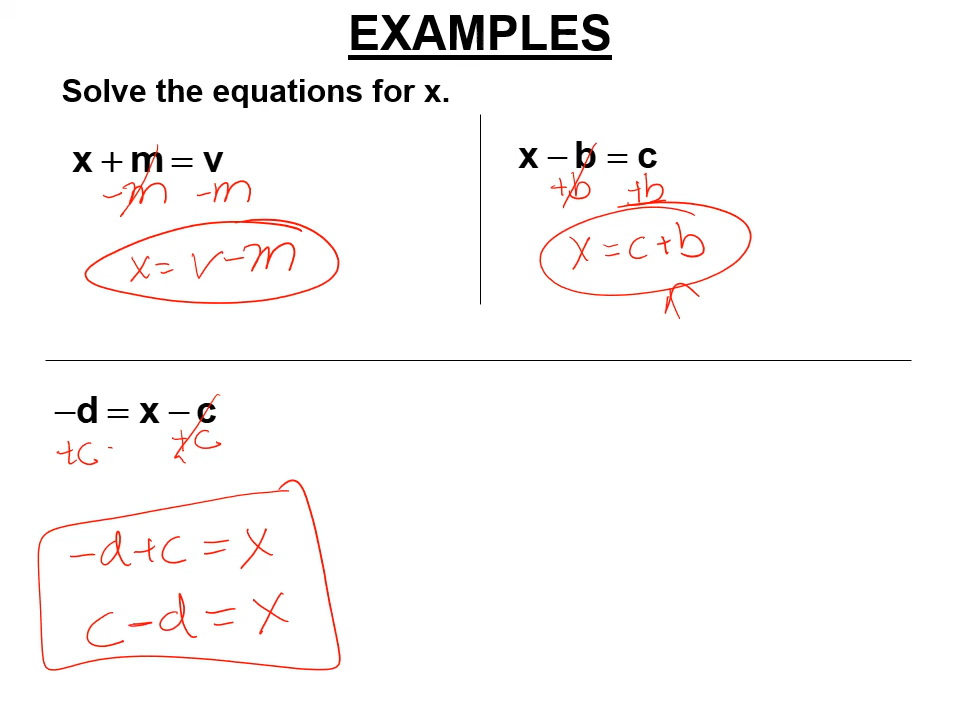 EXAMPLES
Solve the equations for x.
x + m = v
-m -m
x = v - m
x - b = c
+b +b
x = c + b
-d = x - c
+c +c
-d + c = x
c - d = x